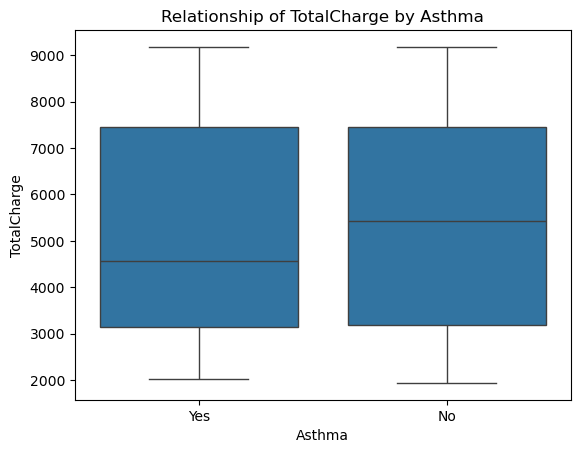 Relationship of TotalCharge by Asthma
9000
8000
7000
6000
5000
4000
3000
2000
TotalCharge
Yes
No
Asthma